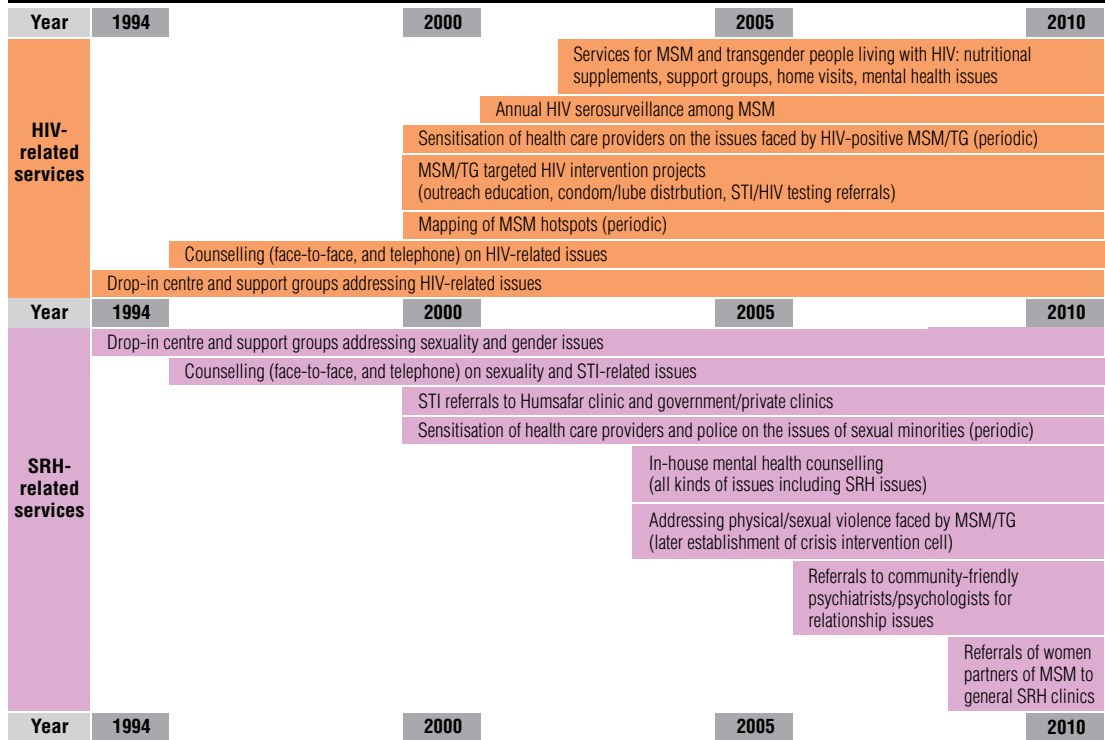 Year 1994 2000 2005 2010
Services for MSM and transgender people living with HIV: nutritional
supplements, support groups, home visits, mental health issues
Annual HIV serosurveillance among MSM
Sensitisation of health care providers on the issues faced by HIV-positive MSM/TG (periodic)
MSM/TG targeted HIV intervention projects
(outreach education, condom/lube distrbution, STI/HIV testing referrals)
Mapping of MSM hotspots (periodic)
Counselling (face-to-face, and telephone) on HIV-related issues
Drop-in centre and support groups addressing HIV-related issues
HIV-
related
services
Year 1994 2000 2005 2010
Drop-in centre and support groups addressing sexuality and gender issues
Counselling (face-to-face, and telephone) on sexuality and STI-related issues
STI referrals to Humsafar clinic and government/private clinics
Sensitisation of health care providers and police on the issues of sexual minorities (periodic)
In-house mental health counselling
(all kinds of issues including SRH issues)
Addressing physical/sexual violence faced by MSM/TG
(later establishment of crisis intervention cell)
Referrals to community-friendly
psychiatrists/psychologists for
relationship issues
Referrals of women
partners of MSM to
general SRH clinics
SRH-
related
services
Year 1994 2000 2005 2010